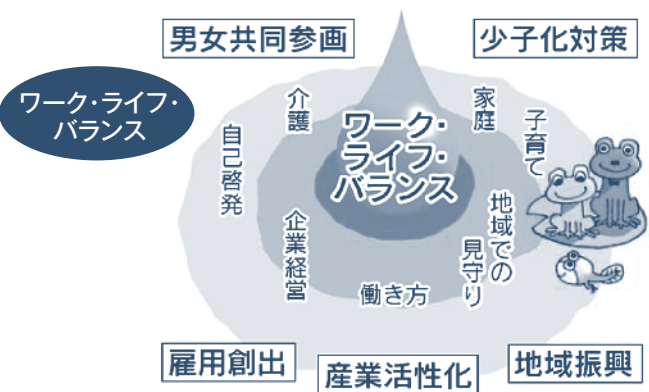 男女共同参画
少子化対策
ワーク・ライフ・
バランス
介護
家庭
子育て
自己啓発
ワーク・
ライフ・
バランス
地域での
見守り
企業経営
働き方
雇用創出
産業活性化
地域振興